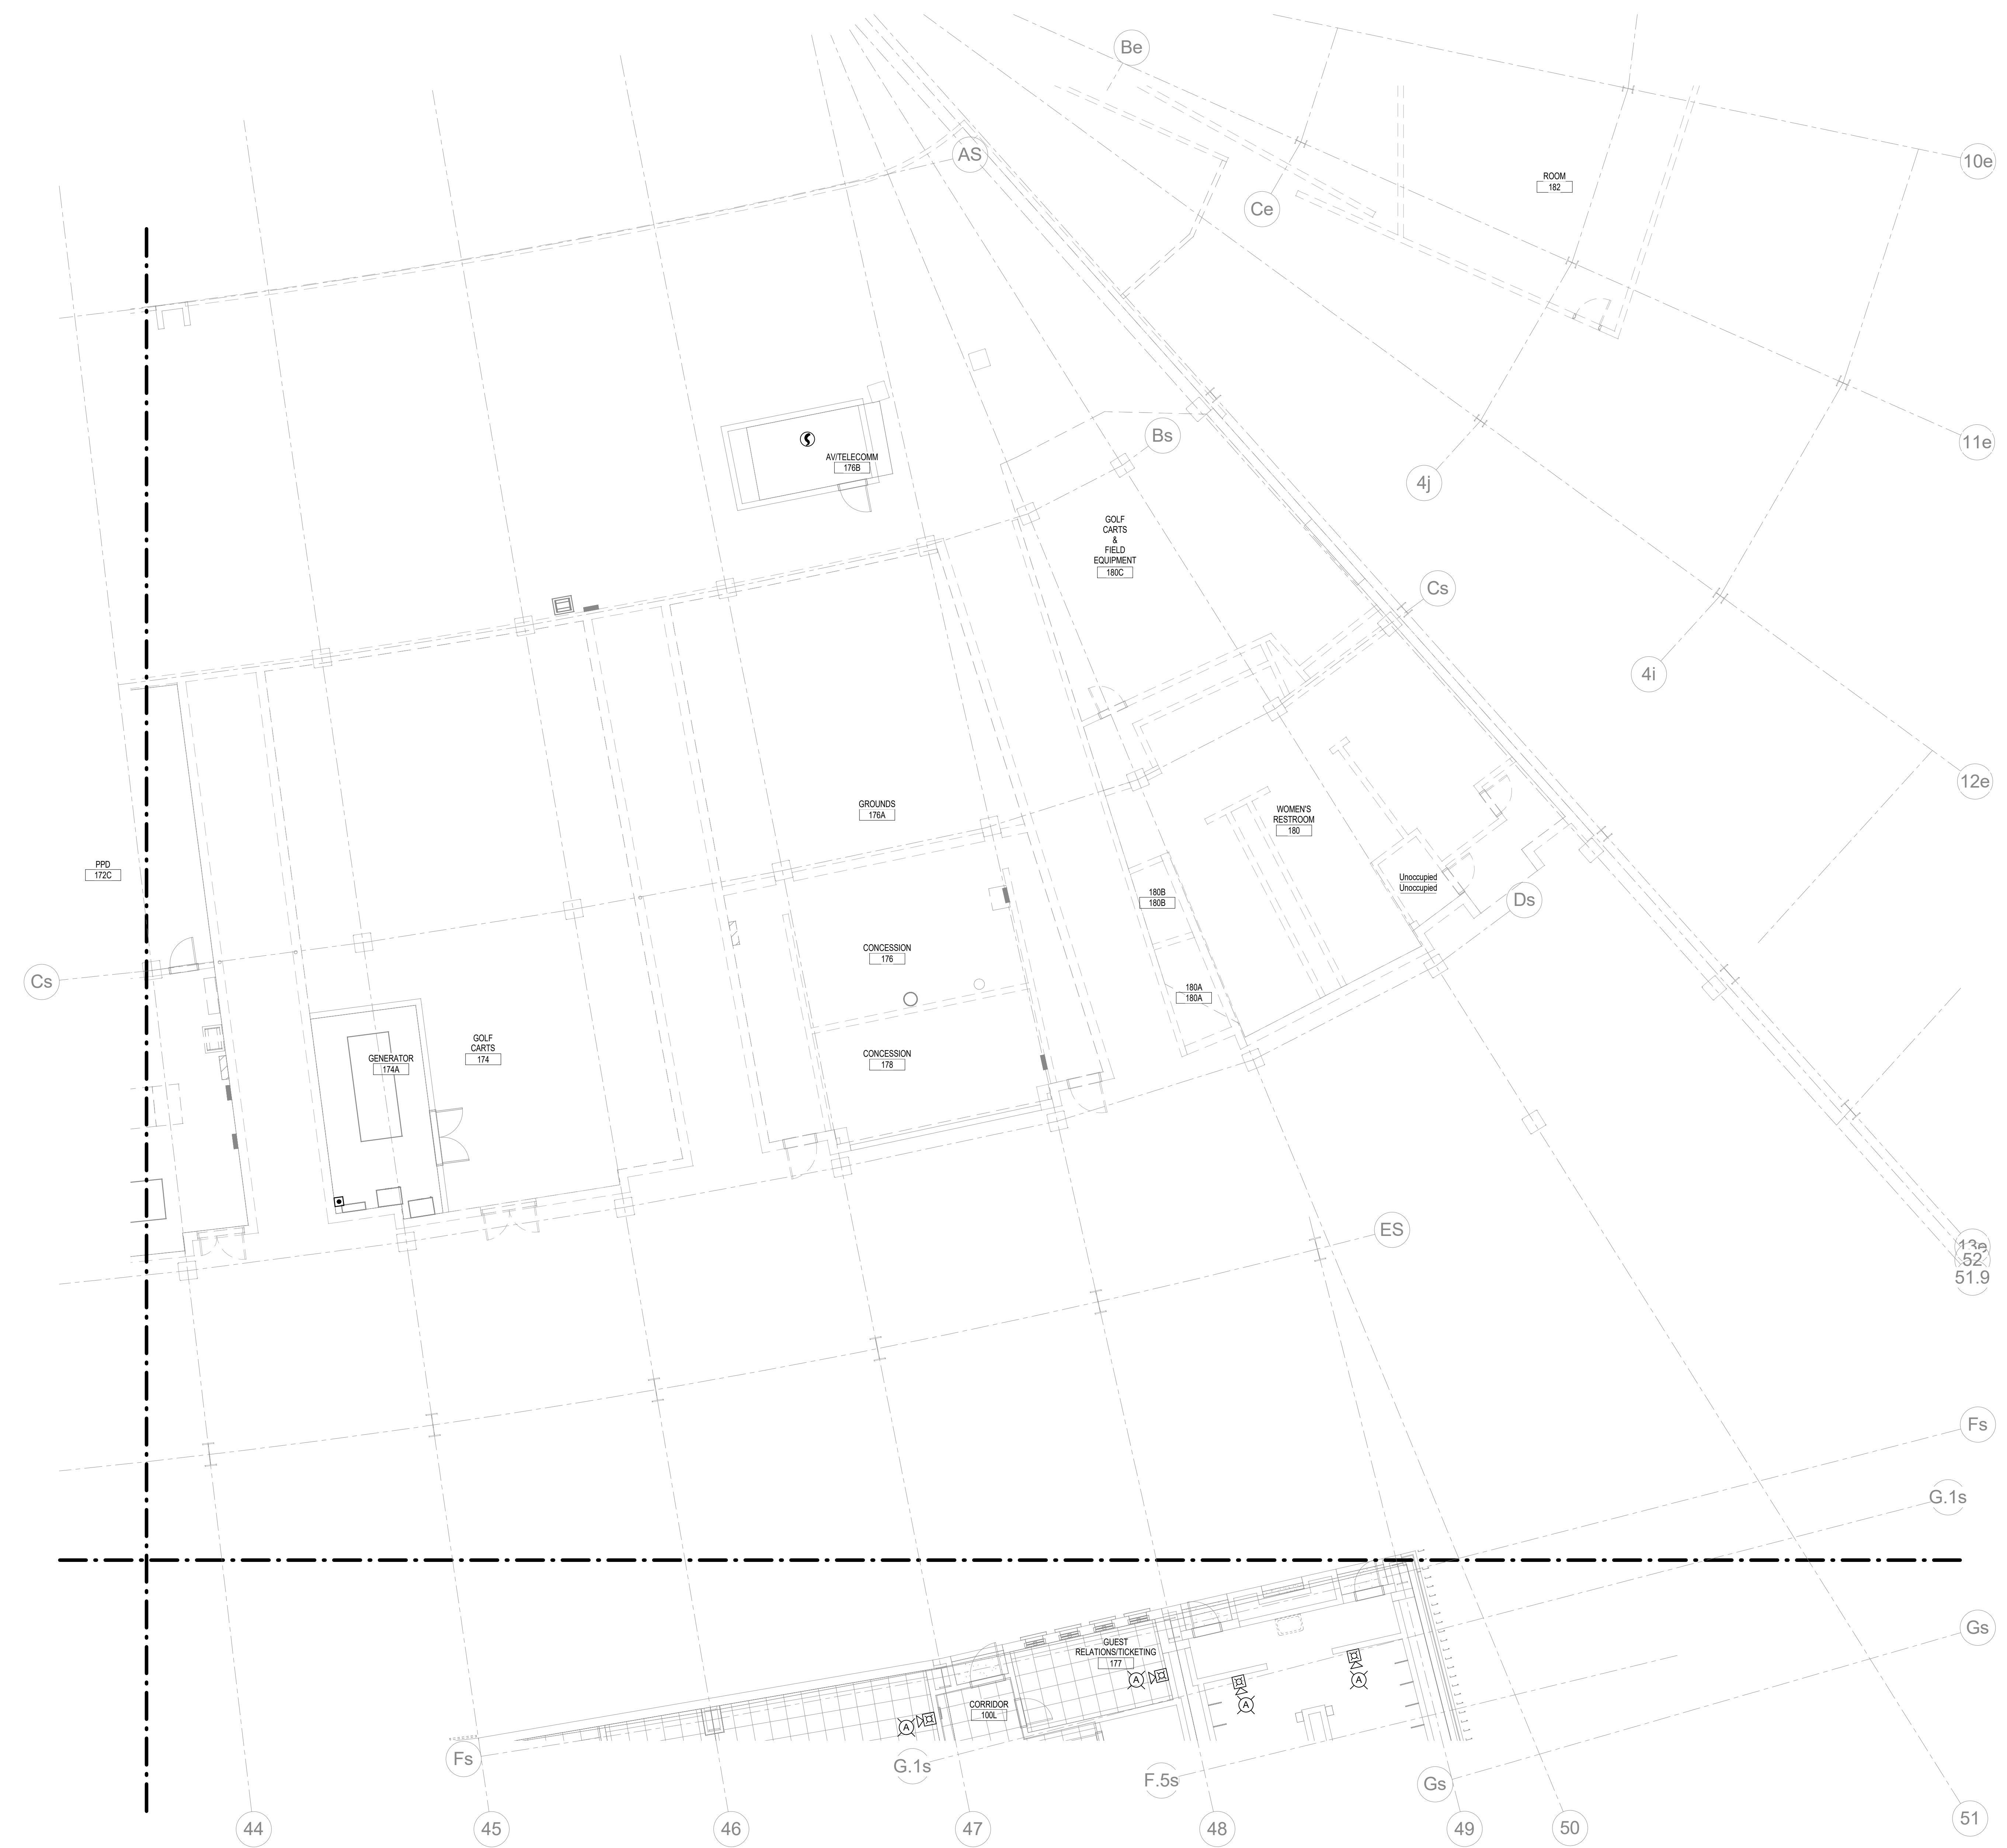 Be
AS
10e
ROOM
182
Ce
Bs
11e
AV/TELECOMM
176B
4j
GOLF
CARTS
&
FIELD
EQUIPMENT
180C
Cs
4i
12e
GROUNDS
176A
WOMEN'S
RESTROOM
180
PPD
172C
Unoccupied
Unoccupied
180B
180B
Ds
CONCESSION
176
Cs
180A
180A
GOLF
CARTS
174
GENERATOR
174A
CONCESSION
178
ES
13e
52
51.9
Fs
G.1s
Gs
GUEST
RELATIONS/TICKETING
177
A
A
A
CORRIDOR
100L
A
Fs
G.1s
F.5s
Gs
44
45
46
47
48
49
50
51